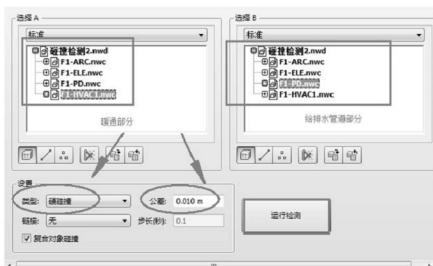 选择 A
标准
碰撞检测2.nwd
F1-ARC.nwc
F1-ELE.nwc
F1-PD.nwc
F1-HVAC1.nwc
暖通部分
选择 B
标准
碰撞检测2.nwd
F1-ARC.nwc
F1-ELE.nwc
F1-PD.nwc
F1-HVAC1.nwc
给排水管道部分
设置
类型: 硬碰撞
公差: 0.010 m
链接: 无
步长(秒): 0.1
复合对象碰撞
运行检测